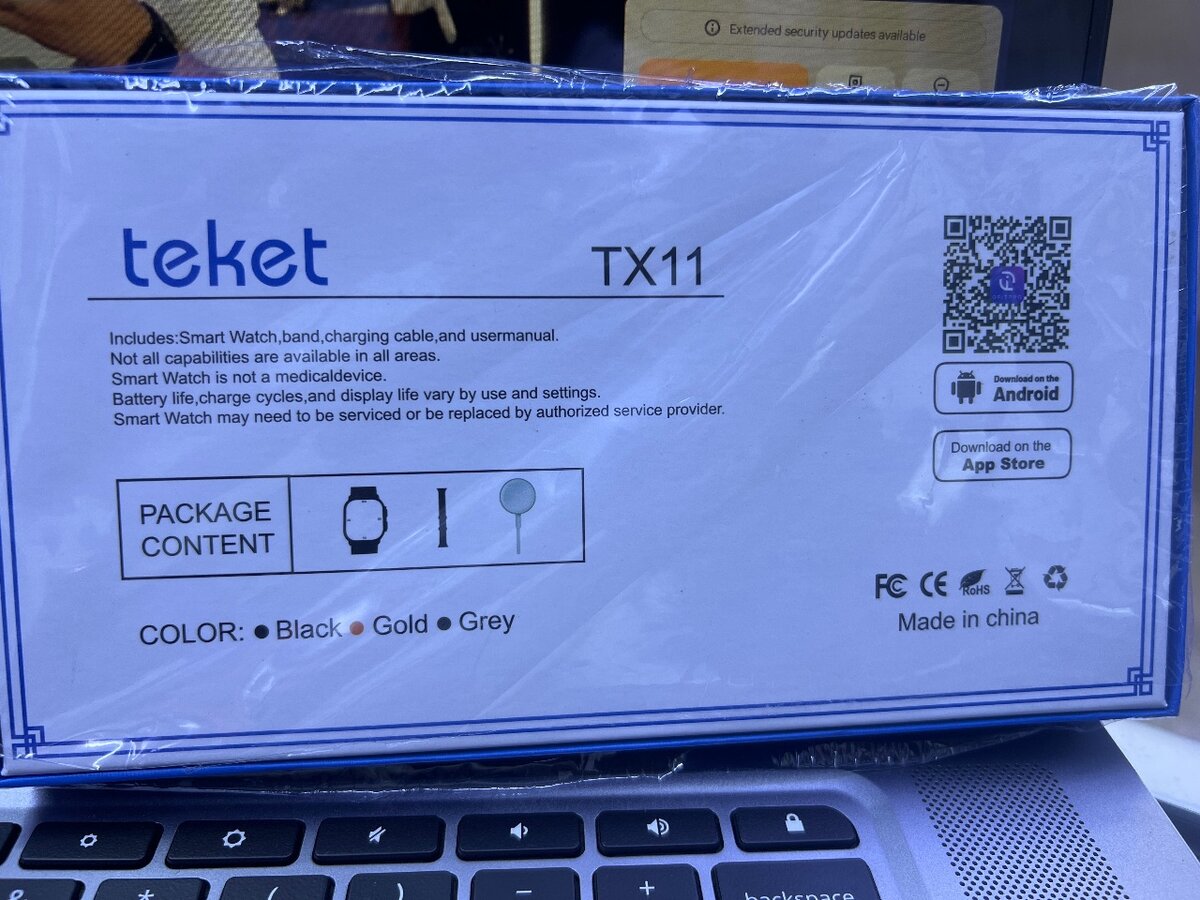 Extended security updates available
teket
TX11
Includes:Smart Watch,band,charging cable,and usermanual.
Not all capabilities are available in all areas.
Smart Watch is not a medicaldevice.
Battery life,charge cycles,and display life vary by use and settings.
Smart Watch may need to be serviced or be replaced by authorized service provider.
Download on the
Android
Download on the
App Store
PACKAGE
CONTENT
COLOR: ● Black ● Gold ● Grey
FC CE RoHS
Made in china
& * ( ) − + backspace